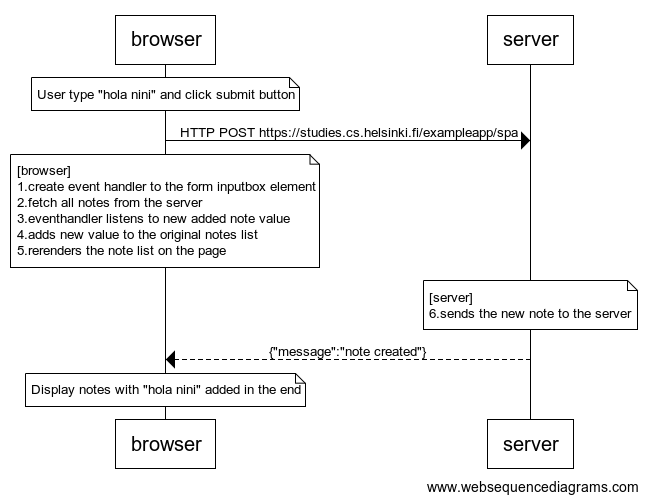 browser
server
User type "hola nini" and click submit button
HTTP POST https://studies.cs.helsinki.fi/exampleapp/spa
[browser]
1.create event handler to the form inputbox element
2.fetch all notes from the server
3.eventhandler listens to new added note value
4.adds new value to the original notes list
5.rerenders the note list on the page
[server]
6.sends the new note to the server
{"message":"note created"}
Display notes with "hola nini" added in the end
browser
server
www.websequencediagrams.com